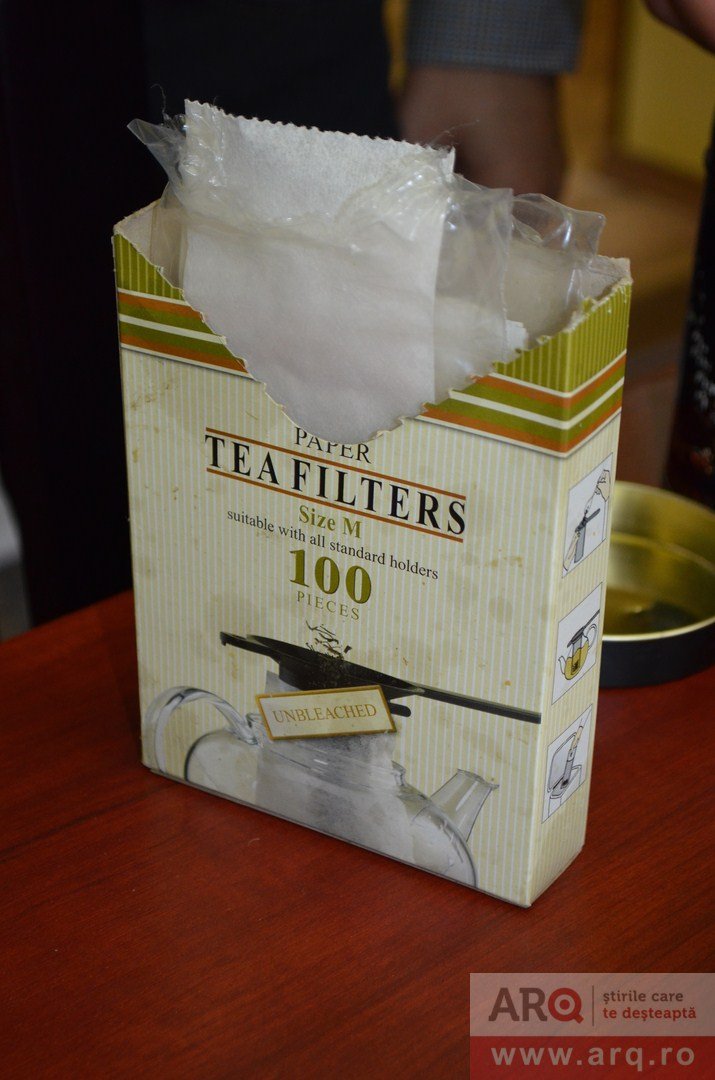 PAPER
TEA FILTERS
Size M
suitable with all standard holders
100
PIECES
UNBLEACHED
ARQ știrile care
te deșteaptă
www.arq.ro